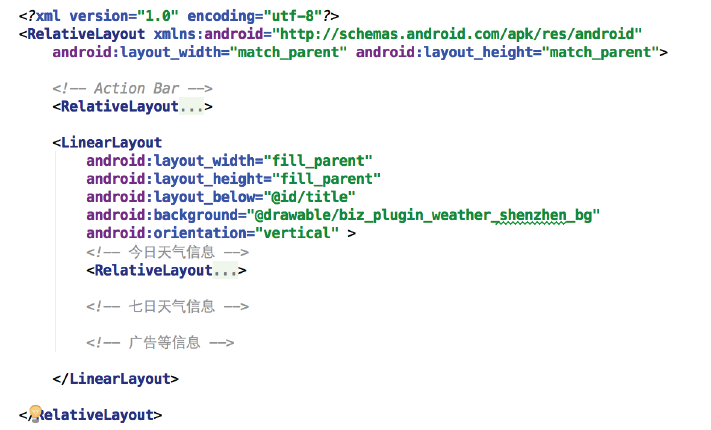 <?xml version="1.0" encoding="utf-8"?>
<RelativeLayout xmlns:android="http://schemas.android.com/apk/res/android"
    android:layout_width="match_parent" android:layout_height="match_parent">
    <!-- Action Bar -->
    <RelativeLayout...>
    <LinearLayout
        android:layout_width="fill_parent"
        android:layout_height="fill_parent"
        android:layout_below="@id/title"
        android:background="@drawable/biz_plugin_weather_shenzhen_bg"
        android:orientation="vertical" >
        <!-- 今日天气信息 -->
        <RelativeLayout...>
        <!-- 七日天气信息 -->
        <!-- 广告等信息 -->
    </LinearLayout>
</RelativeLayout>